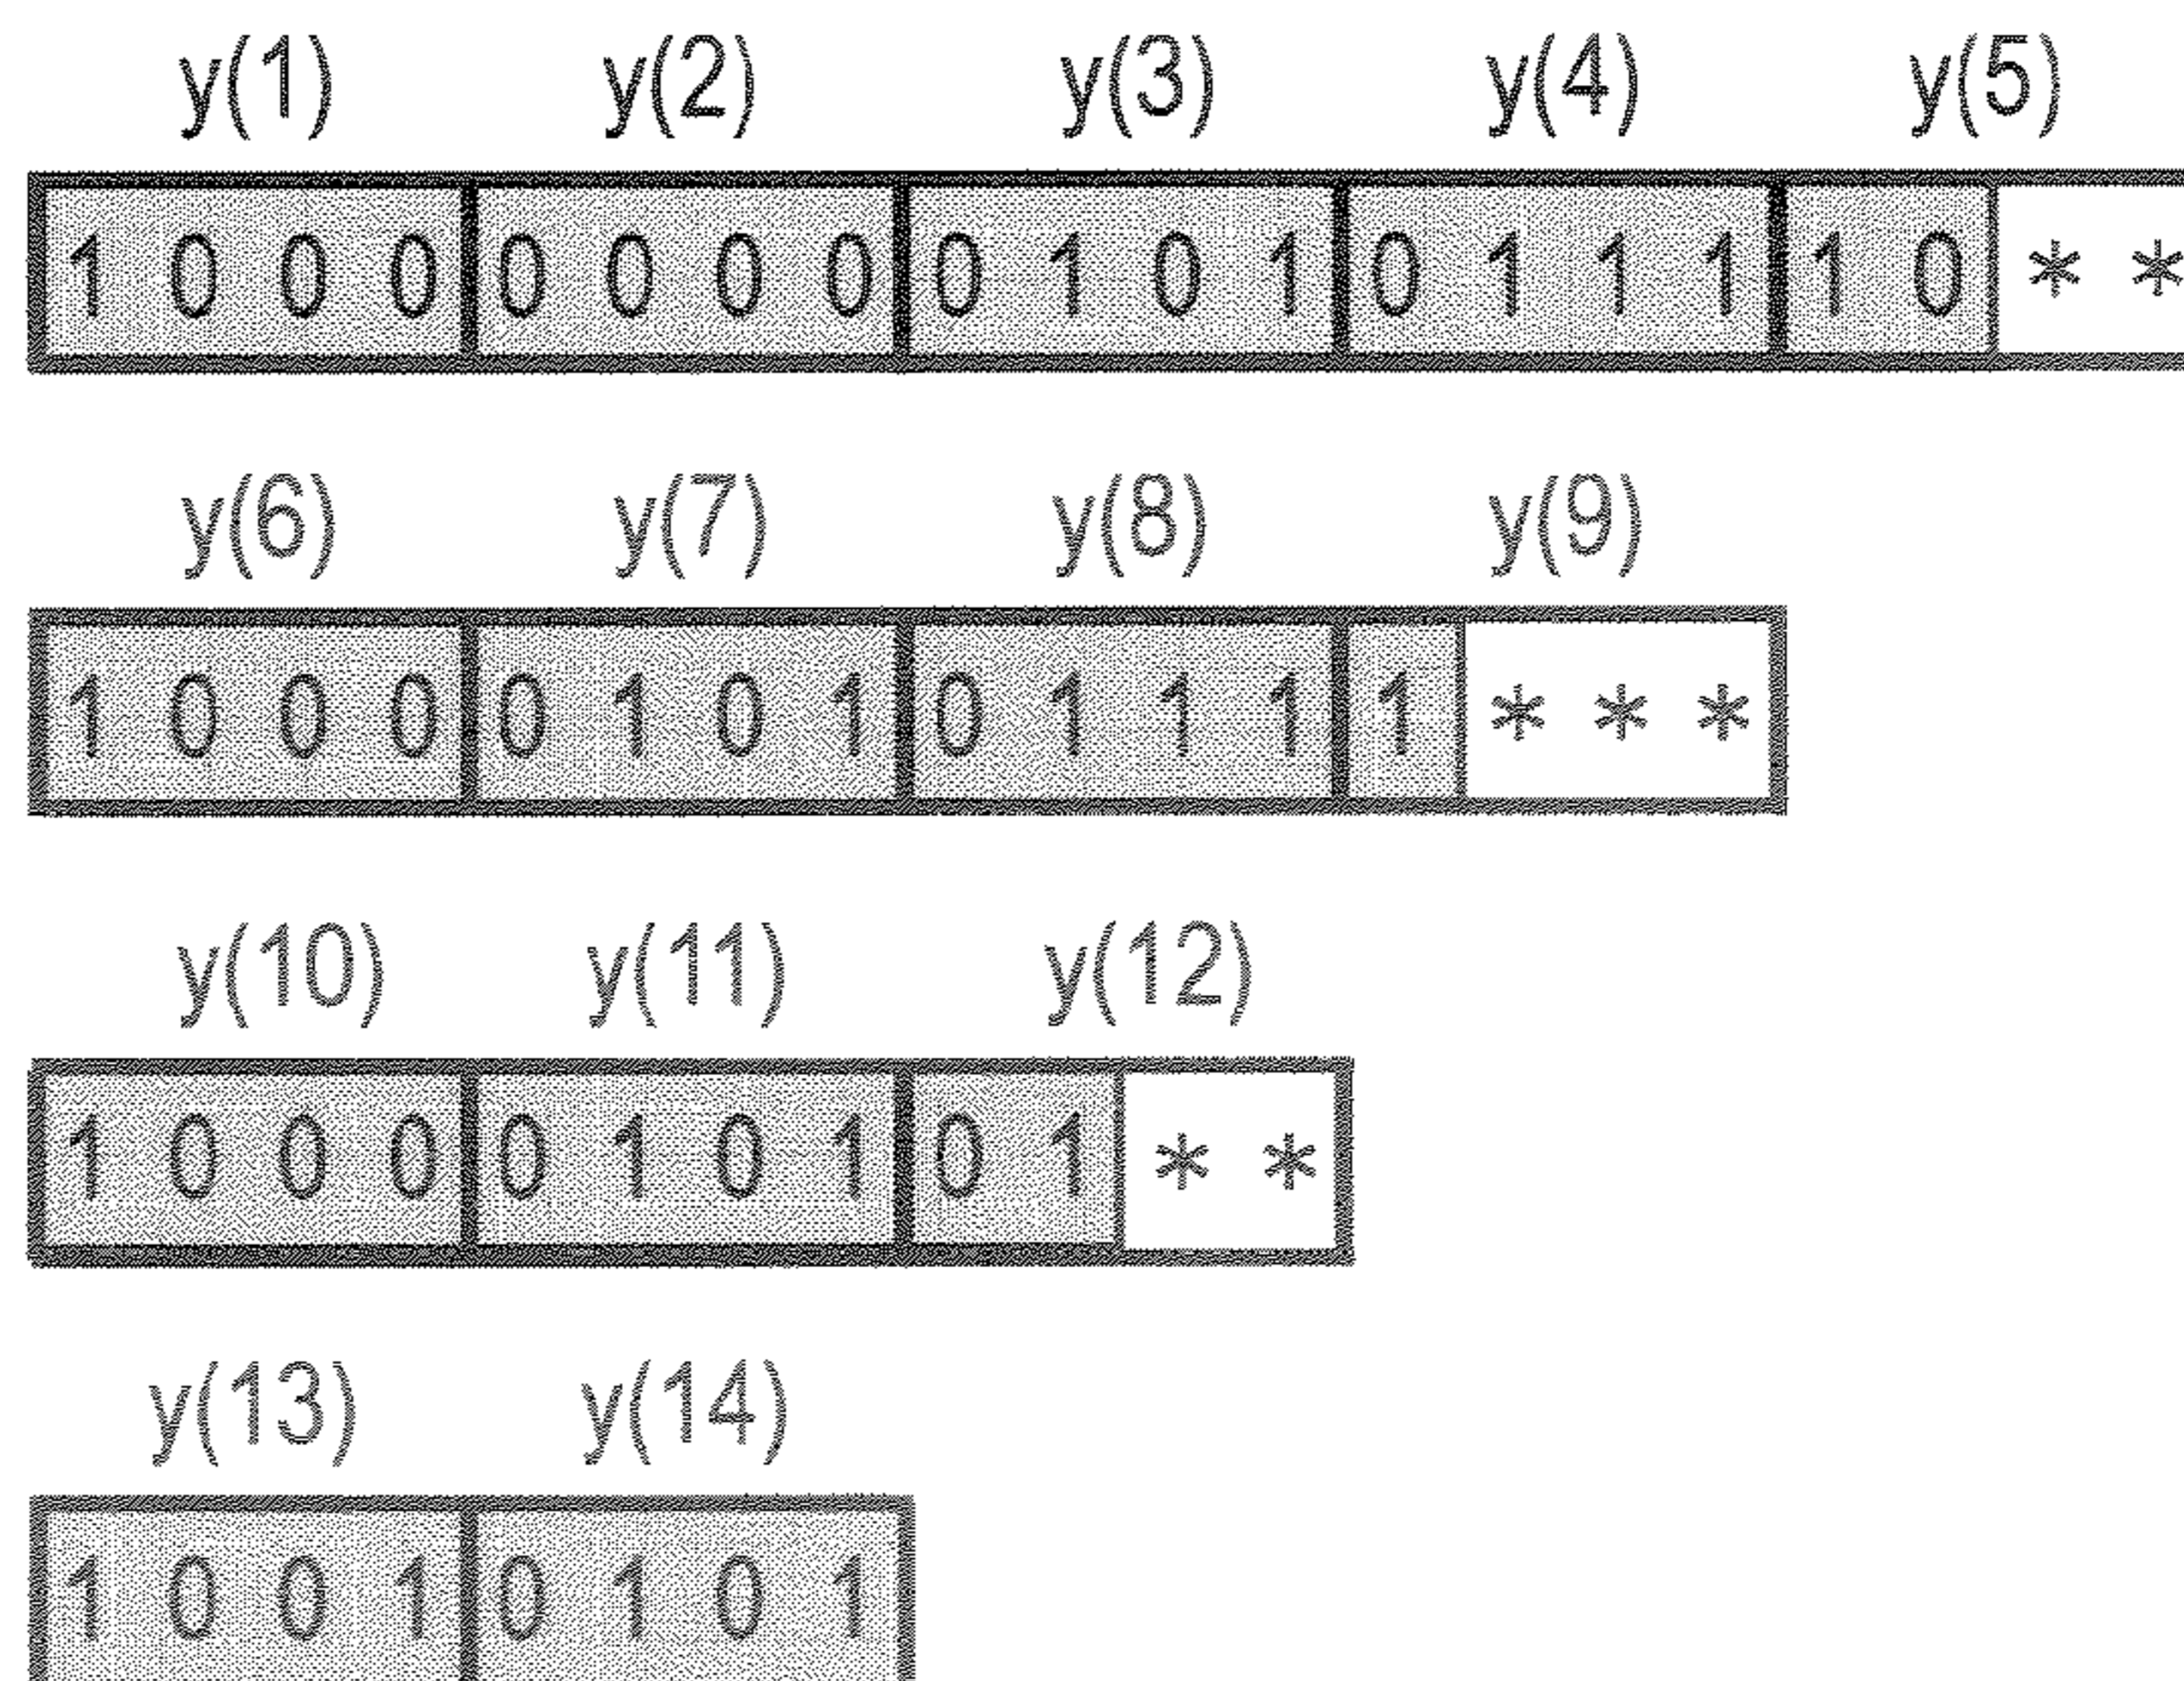 y(1) y(2) y(3) y(4) y(5)
1 0 0 0 0 0 0 0 0 1 0 1 0 1 1 1 1 0 * *
y(6) y(7) y(8) y(9)
1 0 0 0 0 1 0 1 0 1 1 1 1 * * *
y(10) y(11) y(12)
1 0 0 0 0 1 0 1 0 1 * *
y(13) y(14)
1 0 0 1 0 1 0 1